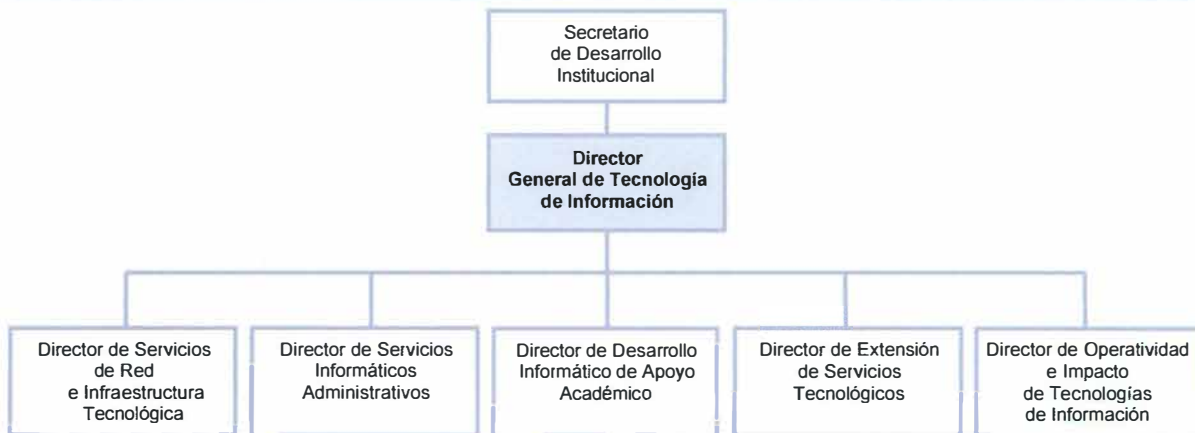 Secretario
de Desarrollo
Institucional
Director
General de Tecnología
de Información
Director de Servicios
de Red
e Infraestructura
Tecnológica
Director de Servicios
Informáticos
Administrativos
Director de Desarrollo
Informático de Apoyo
Académico
Director de Extensión
de Servicios
Tecnológicos
Director de Operatividad
e Impacto
de Tecnologías
de Información